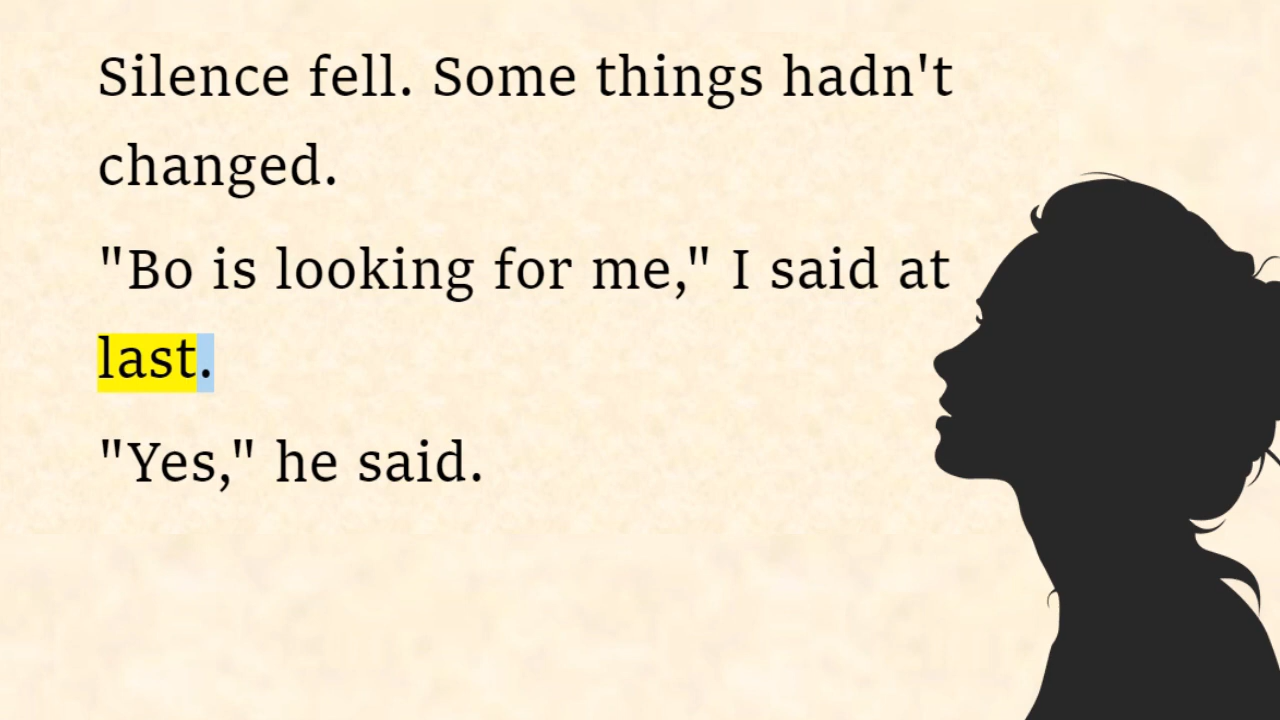 Silence fell. Some things hadn't
changed.
"Bo is looking for me," I said at
last.
"Yes," he said.